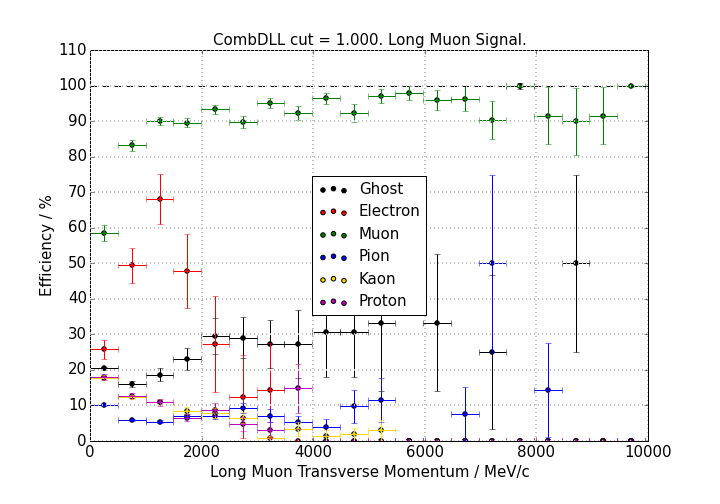 CombDLL cut = 1.000. Long Muon Signal.
110
100
90
80
70
60
50
40
30
20
10
0
Efficiency / %
Ghost
Electron
Muon
Pion
Kaon
Proton
0 2000 4000 6000 8000 10000
Long Muon Transverse Momentum / MeV/c